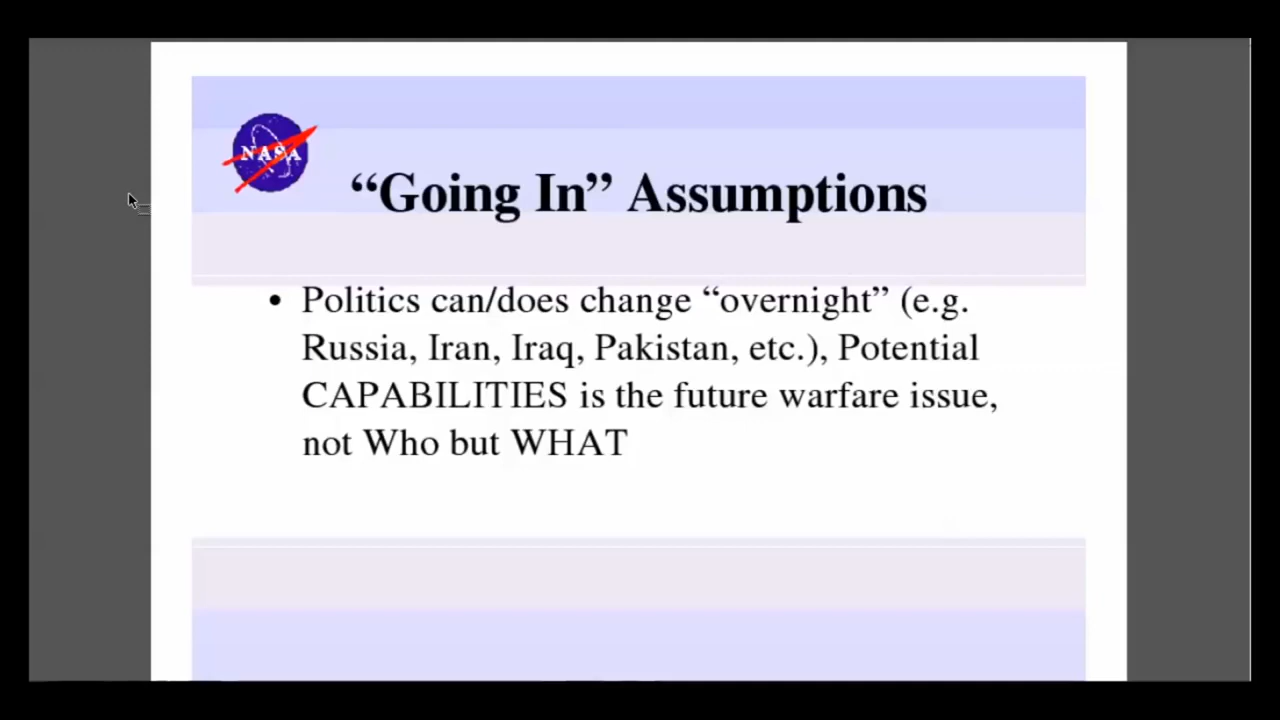 NASA
“Going In” Assumptions
• Politics can/does change “overnight” (e.g.
Russia, Iran, Iraq, Pakistan, etc.), Potential
CAPABILITIES is the future warfare issue,
not Who but WHAT